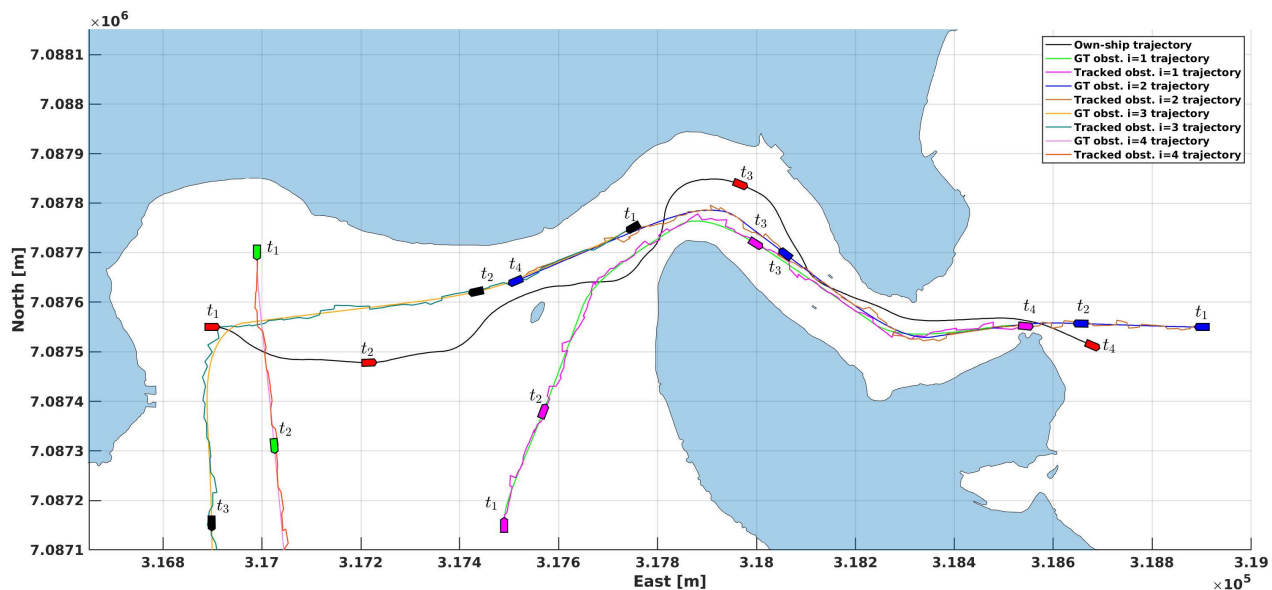 ×10⁶
7.0881
7.088
7.0879
7.0878
7.0877
7.0876
7.0875
7.0874
7.0873
7.0872
7.0871
North [m]
Own-ship trajectory
GT obst. i=1 trajectory
Tracked obst. i=1 trajectory
GT obst. i=2 trajectory
Tracked obst. i=2 trajectory
GT obst. i=3 trajectory
Tracked obst. i=3 trajectory
GT obst. i=4 trajectory
Tracked obst. i=4 trajectory
t₃
t₁
t₃
t₁
t₃
t₂
t₄
t₁
t₄
t₂
t₁
t₂
t₄
t₂
t₂
t₁
t₃
3.168
3.17
3.172
3.174
3.176
3.178
3.18
3.182
3.184
3.186
3.188
3.19
East [m]
×10⁵